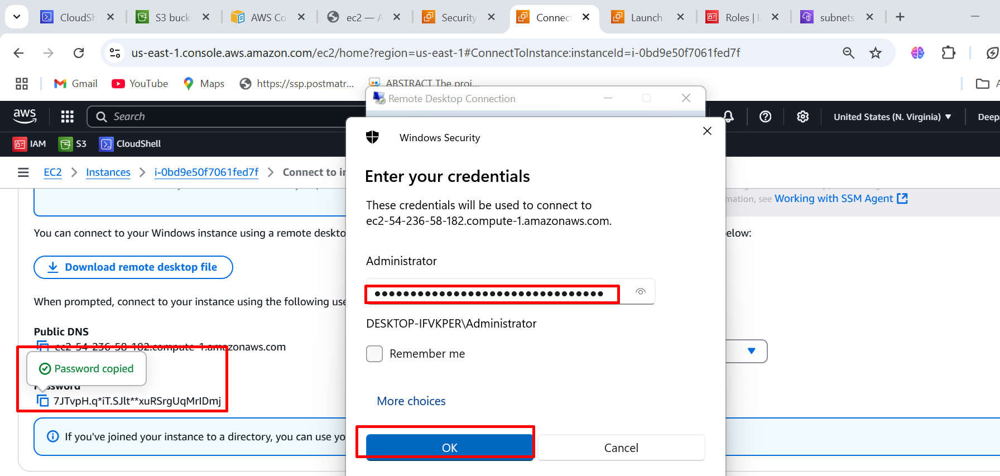 CloudSh
S3 buck
AWS Co
ec2 — A
Security
Connect
Launch
Roles | I
subnets
us-east-1.console.aws.amazon.com/ec2/home?region=us-east-1#ConnectToInstance:instanceId=i-0bd9e50f7061fed7f
Gmail
YouTube
Maps
https://ssp.postmatr...
ABSTRACT The proj...
A
Remote Desktop Connection
aws
Search
United States (N. Virginia)
Deepa
IAM
S3
CloudShell
Windows Security
EC2 > Instances > i-0bd9e50f7061fed7f > Connect to in
Enter your credentials
mation, see Working with SSM Agent
These credentials will be used to connect to
ec2-54-236-58-182.compute-1.amazonaws.com.
You can connect to your Windows instance using a remote deskto
elow:
Administrator
Download remote desktop file
When prompted, connect to your instance using the following use
DESKTOP-IFVKPER\Administrator
Public DNS
ec2-54-236-58-182.compute-1.amazonaws.com
Remember me
Password copied
Password
7JTvpH.q*iT.SJlt**xuRSrgUqMrIDmj
More choices
If you've joined your instance to a directory, you can use yo
OK
Cancel